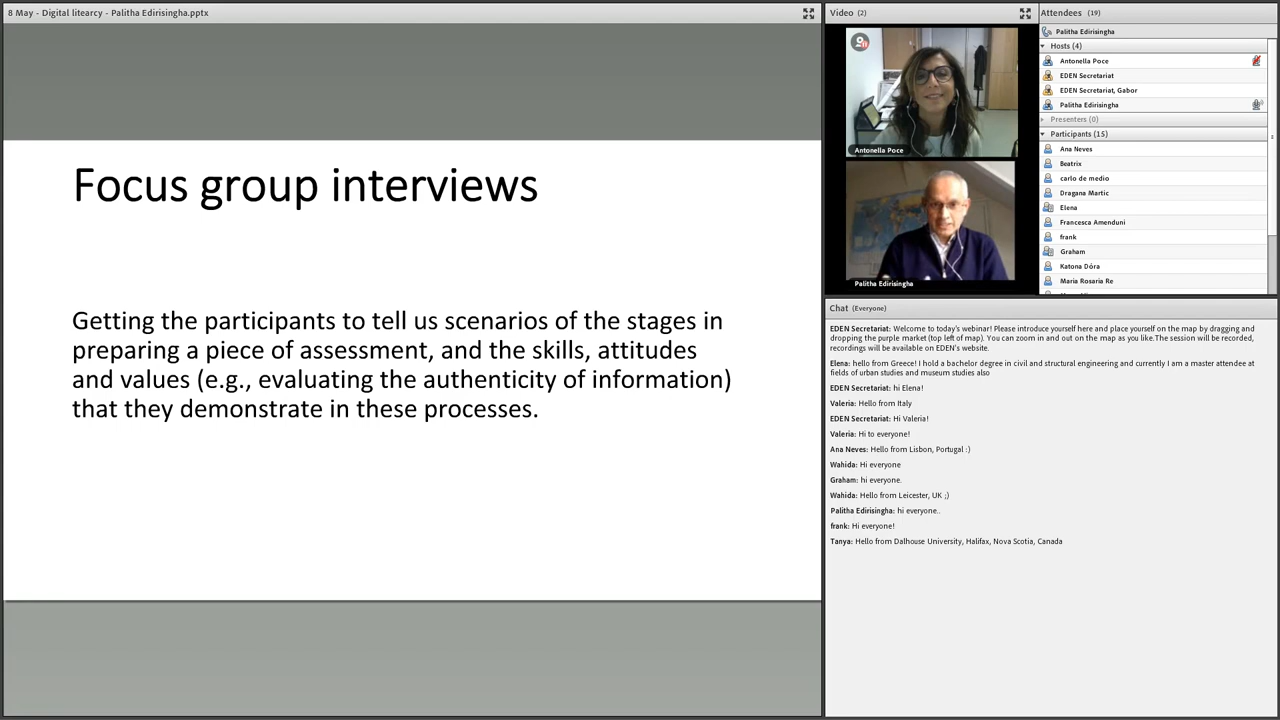 8 May - Digital litearcy - Palitha Edirisingha.pptx
Focus group interviews
Getting the participants to tell us scenarios of the stages in
preparing a piece of assessment, and the skills, attitudes
and values (e.g., evaluating the authenticity of information)
that they demonstrate in these processes.
Video (2)
Antonella Poce
Palitha Edirisingha
Attendees (19)
Palitha Edirisingha
Hosts (4)
Antonella Poce
EDEN Secretariat
EDEN Secretariat, Gabor
Palitha Edirisingha
Presenters (0)
Participants (15)
Ana Neves
Beatrix
carlo de medio
Dragana Martic
Elena
Francesca Amenduni
frank
Graham
Katona Dóra
Maria Rosaria Re
Chat (Everyone)
EDEN Secretariat: Welcome to today's webinar! Please introduce yourself here and place yourself on the map by dragging and
dropping the purple market (top left of map). You can zoom in and out on the map as you like.The session will be recorded,
recordings will be available on EDEN's website.
Elena: hello from Greece! I hold a bachelor degree in civil and structural engineering and currently I am a master attendee at
fields of urban studies and museum studies also
EDEN Secretariat: hi Elena!
Valeria: Hello from Italy
EDEN Secretariat: Hi Valeria!
Valeria: Hi to everyone!
Ana Neves: Hello from Lisbon, Portugal :)
Wahida: Hi everyone
Graham: hi everyone.
Wahida: Hello from Leicester, UK ;)
Palitha Edirisingha: hi everyone..
frank: Hi everyone!
Tanya: Hello from Dalhouse University, Halifax, Nova Scotia, Canada